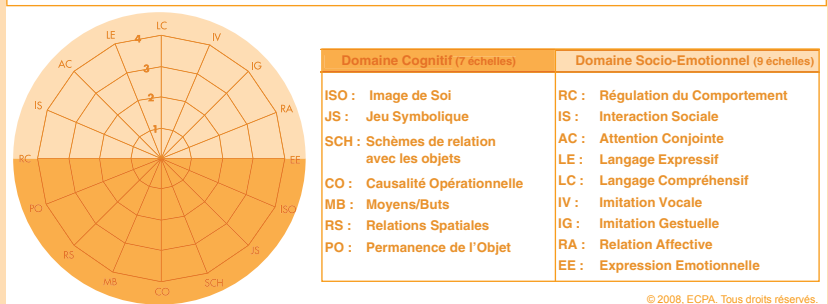 LC
LE
4
IV
AC
3
IG
IS
2
RA
1
RC
EE
PO
ISO
RS
JS
MB
SCH
CO
Domaine Cognitif (7 échelles)
ISO : Image de Soi
JS : Jeu Symbolique
SCH : Schèmes de relation
avec les objets
CO : Causalité Opérationnelle
MB : Moyens/Buts
RS : Relations Spatiales
PO : Permanence de l'Objet
Domaine Socio-Emotionnel (9 échelles)
RC : Régulation du Comportement
IS : Interaction Sociale
AC : Attention Conjointe
LE : Langage Expressif
LC : Langage Compréhensif
IV : Imitation Vocale
IG : Imitation Gestuelle
RA : Relation Affective
EE : Expression Emotionnelle
© 2008, ECPA, Tous droits réservés.